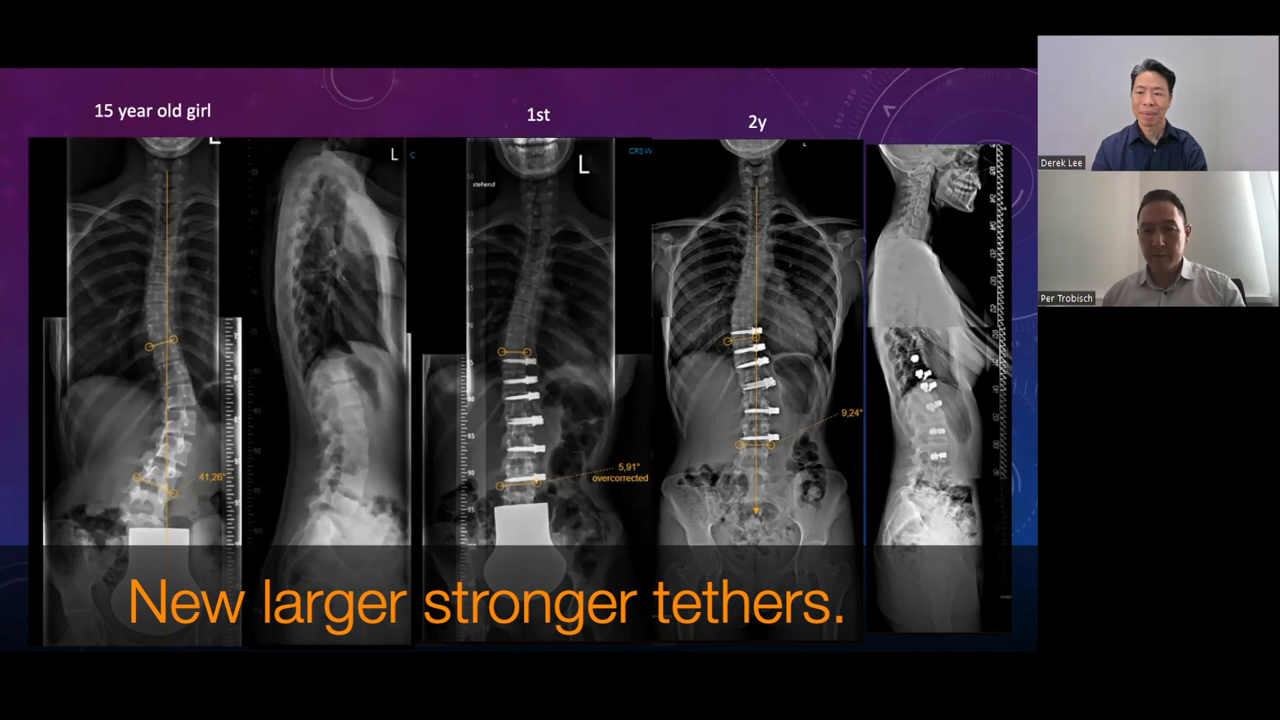 15 year old girl
1st
2y
L
L
L
stehend
CRSW
41,26°
5,91°
overcorrected
9,24°
New larger stronger tethers.
Derek Lee
Per Trobisch